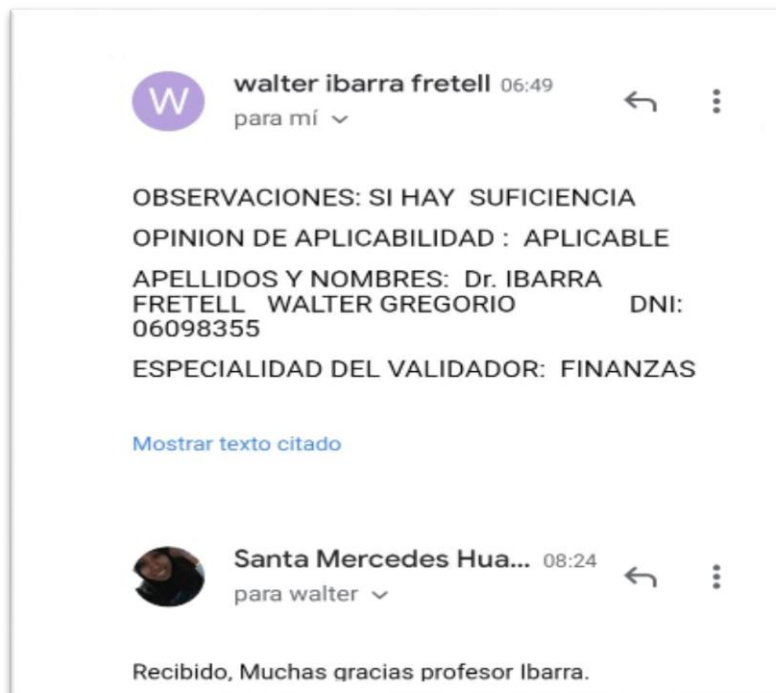 W
walter ibarra fretell 06:49
para mí
OBSERVACIONES: SI HAY SUFICIENCIA
OPINION DE APLICABILIDAD : APLICABLE
APELLIDOS Y NOMBRES: Dr. IBARRA
FRETELL WALTER GREGORIO DNI:
06098355
ESPECIALIDAD DEL VALIDADOR: FINANZAS
Mostrar texto citado
Santa Mercedes Hua... 08:24
para walter
Recibido, Muchas gracias profesor Ibarra.